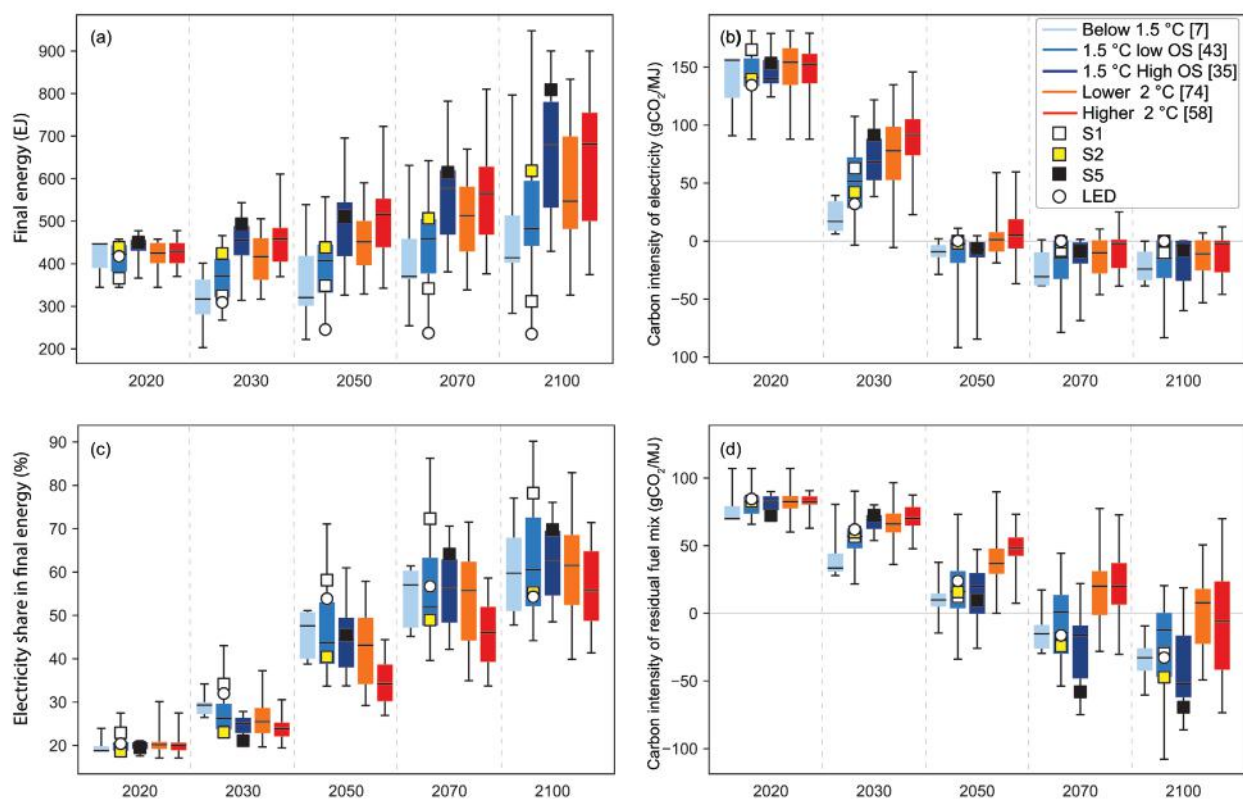 (a)
Final energy (EJ)
900
800
700
600
500
400
300
200
2020 2030 2050 2070 2100
(b)
Carbon intensity of electricity (gCO₂/MJ)
150
100
50
0
−50
100
2020 2030 2050 2070 2100
Below 1.5 °C [7]
1.5 °C low OS [43]
1.5 °C High OS [35]
Lower 2 °C [74]
Higher 2 °C [58]
S1
S2
S5
LED
(c)
Electricity share in final energy (%)
90
80
70
60
50
40
30
20
2020 2030 2050 2070 2100
(d)
Carbon intensity of residual fuel mix (gCO₂/MJ)
100
50
0
−50
−100
2020 2030 2050 2070 2100